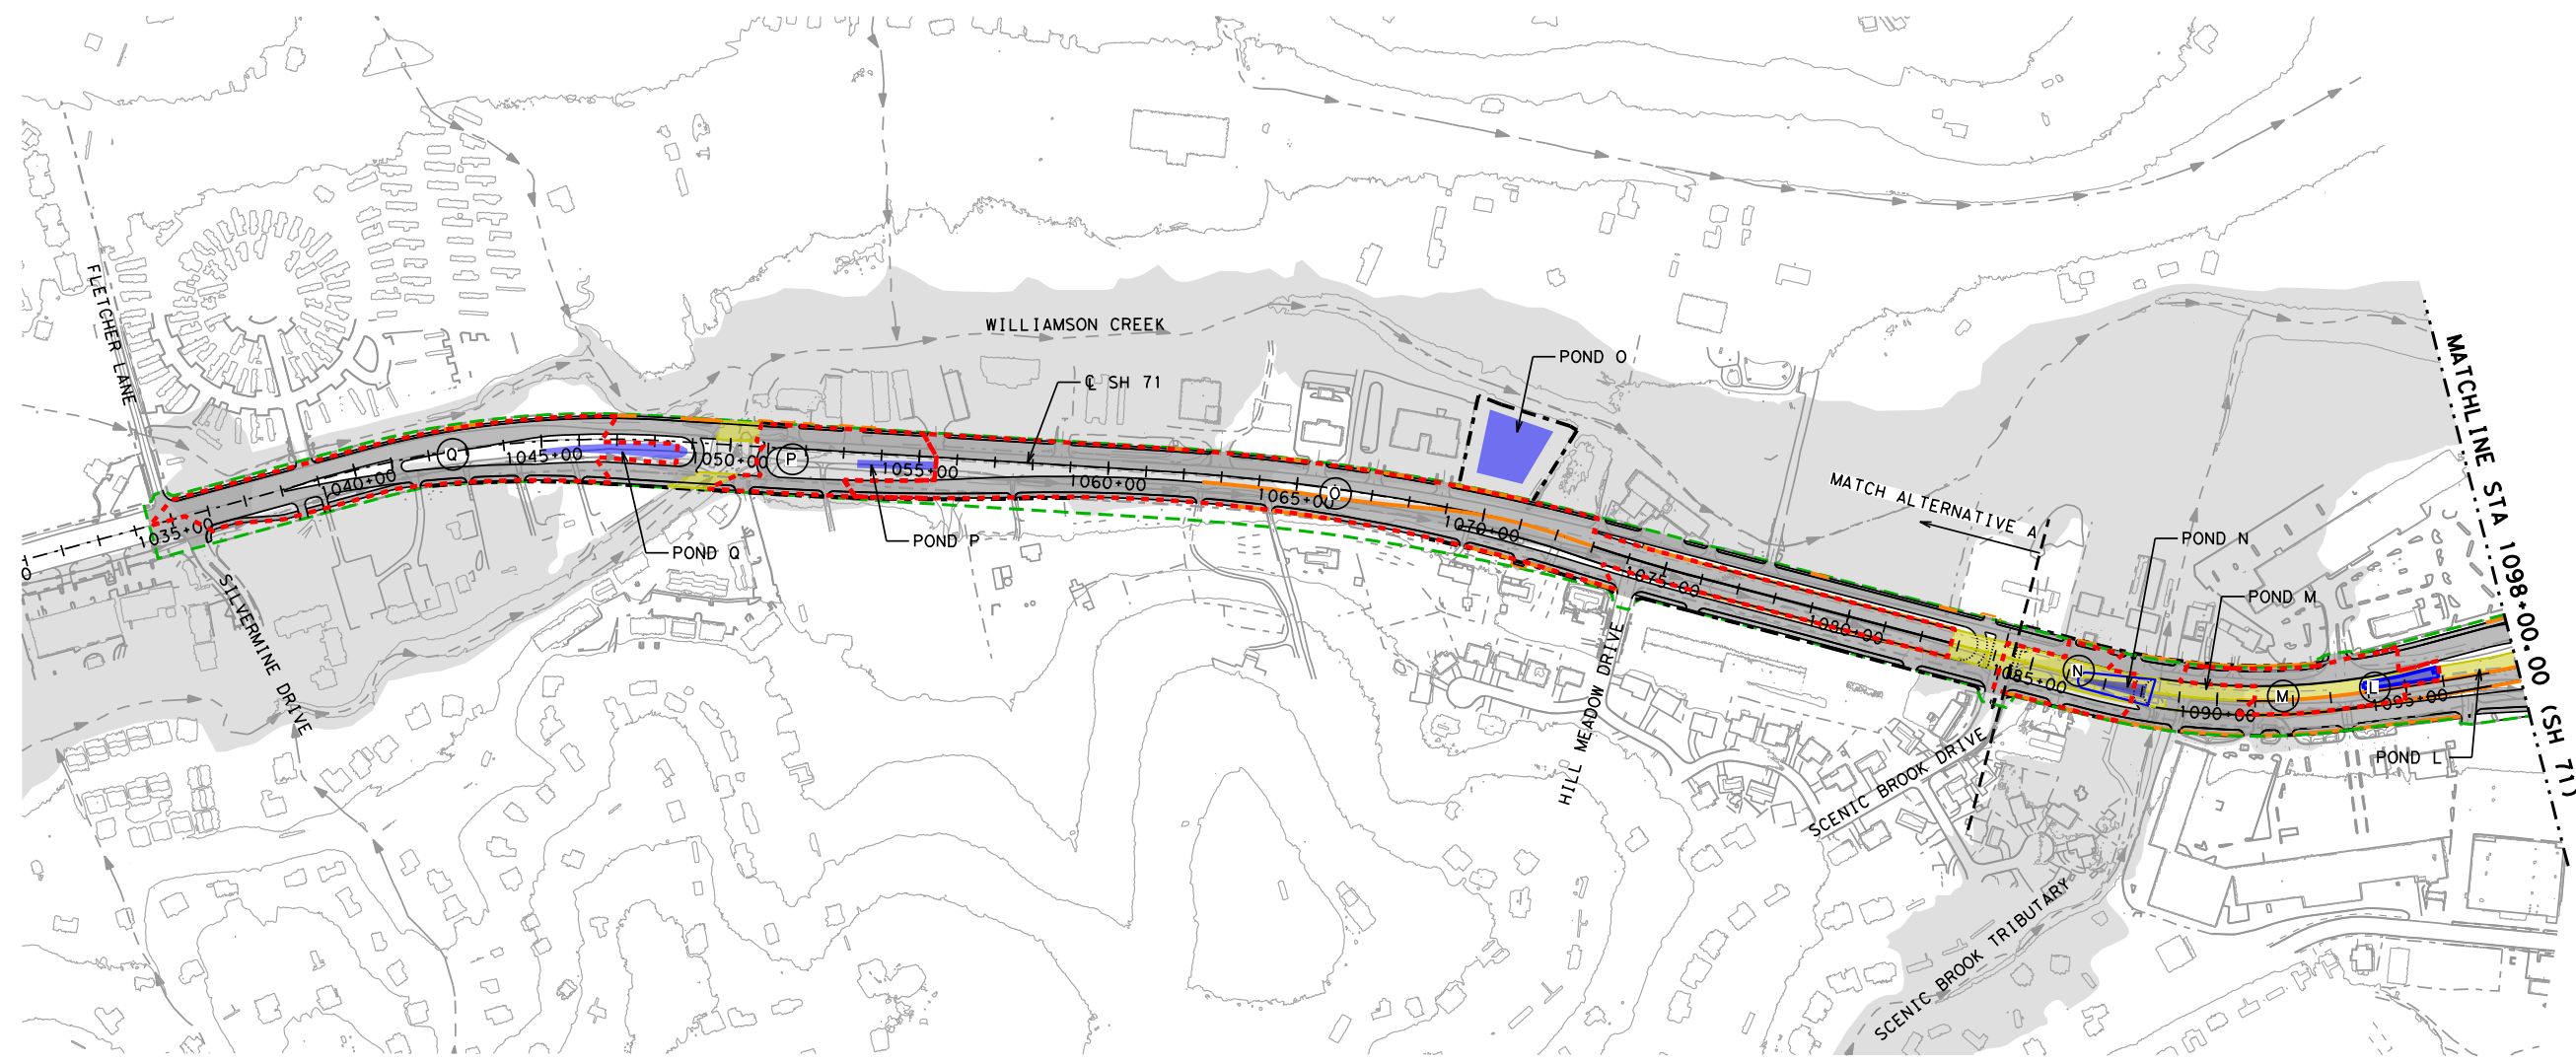 FLETCHER LANE
WILLIAMSON CREEK
℄ SH 71
POND O
MATCHLINE STA 1098+00.00 (SH 71)
MATCH ALTERNATIVE A
POND N
POND M
POND L
Q
P
O
N
M
L
1035+00
1040+00
1045+00
1050+00
1055+00
1060+00
1065+00
1070+00
1075+00
1080+00
1085+00
1090+00
1095+00
0
POND Q
POND P
SILVERMINE DRIVE
HILL MEADOW DRIVE
SCENIC BROOK DRIVE
SCENIC BROOK TRIBUTARY